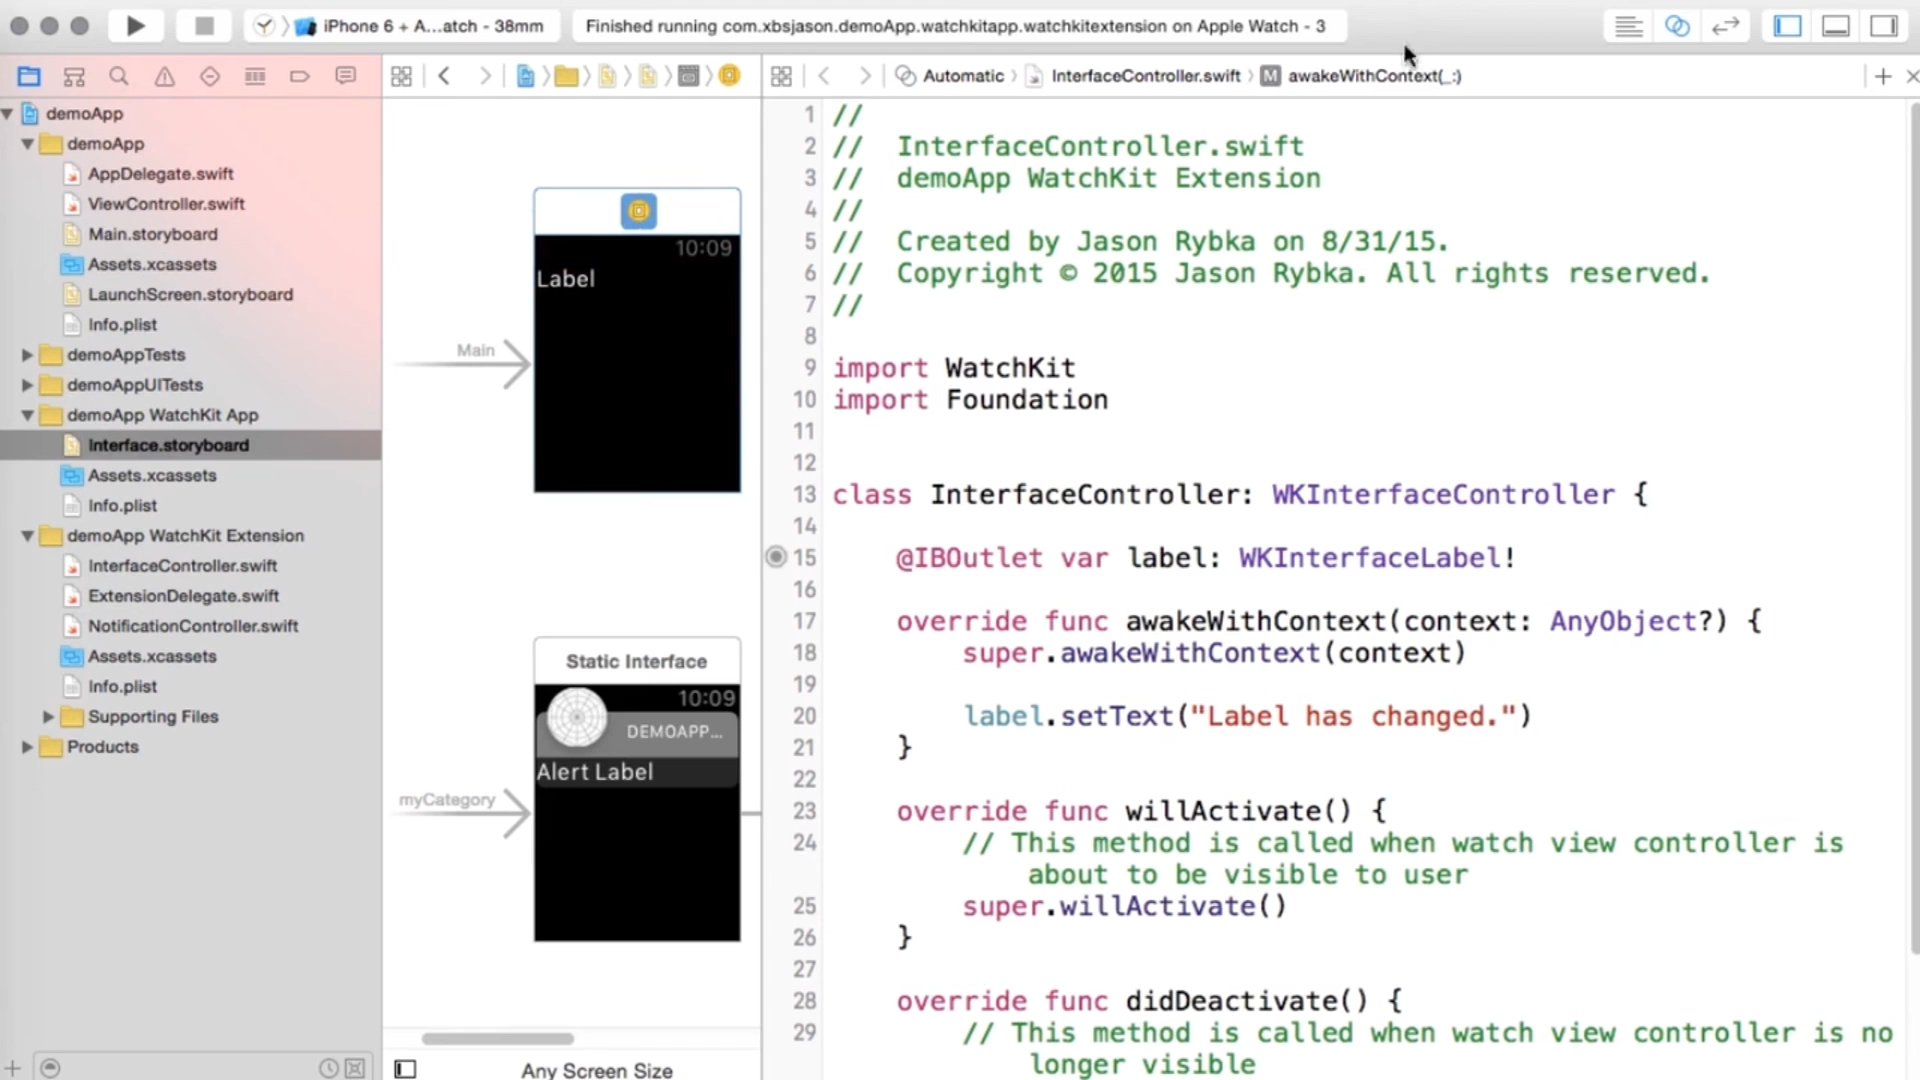 iPhone 6 + A...atch - 38mm
Finished running com.xbsjason.demoApp.watchkitapp.watchkitextension on Apple Watch - 3
Automatic
InterfaceController.swift
M
awakeWithContext(_:)
demoApp
demoApp
AppDelegate.swift
ViewController.swift
Main.storyboard
Assets.xcassets
LaunchScreen.storyboard
Info.plist
demoAppTests
demoAppUITests
demoApp WatchKit App
Interface.storyboard
Assets.xcassets
Info.plist
demoApp WatchKit Extension
InterfaceController.swift
ExtensionDelegate.swift
NotificationController.swift
Assets.xcassets
Info.plist
Supporting Files
Products
10:09
Label
Main
Static Interface
10:09
DEMOAPP...
Alert Label
myCategory
Any Screen Size
1 //
2 //  InterfaceController.swift
3 //  demoApp WatchKit Extension
4 //
5 //  Created by Jason Rybka on 8/31/15.
6 //  Copyright © 2015 Jason Rybka. All rights reserved.
7 //
8
9 import WatchKit
10 import Foundation
11
12
13 class InterfaceController: WKInterfaceController {
14
15     @IBOutlet var label: WKInterfaceLabel!
16
17     override func awakeWithContext(context: AnyObject?) {
18         super.awakeWithContext(context)
19
20         label.setText("Label has changed.")
21     }
22
23     override func willActivate() {
24         // This method is called when watch view controller is
about to be visible to user
25         super.willActivate()
26     }
27
28     override func didDeactivate() {
29         // This method is called when watch view controller is no
longer visible